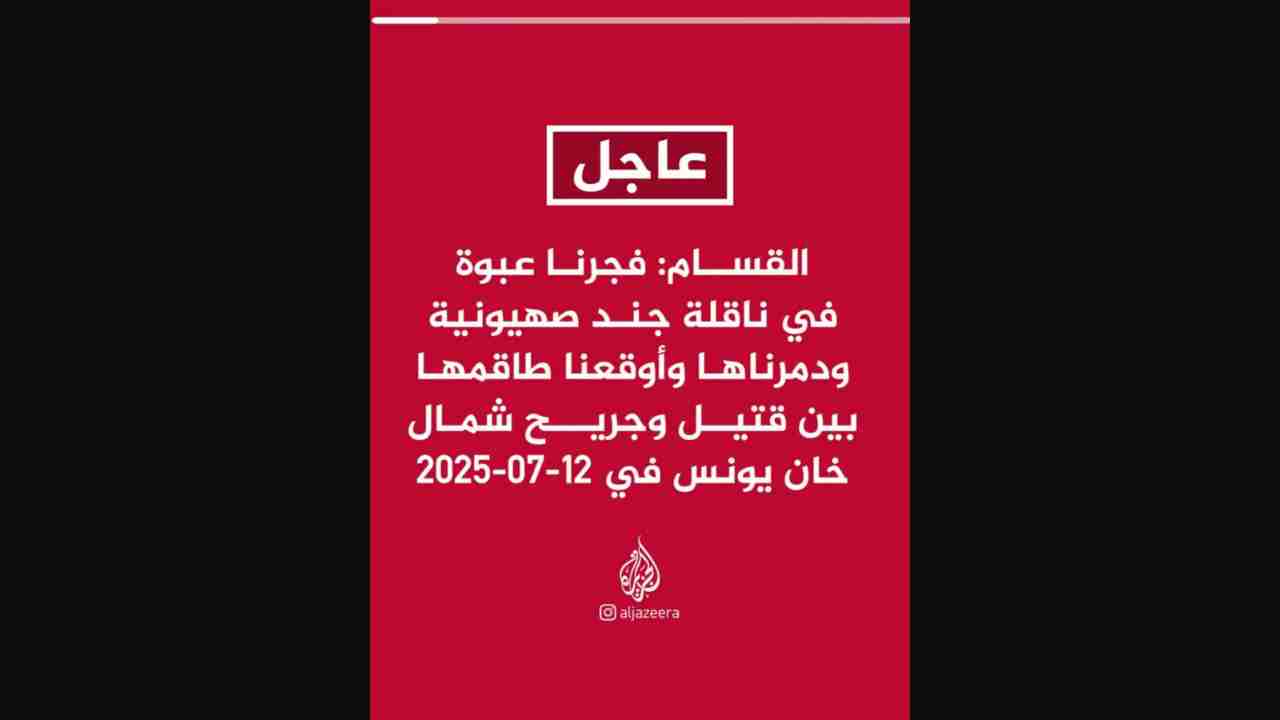 عاجل
القسام: فجرنا عبوة
في ناقلة جند صهيونية
ودمرناها وأوقعنا طاقمها
بين قتيل وجريح شمال
خان يونس في 12-07-2025
الجزيرة
aljazeera